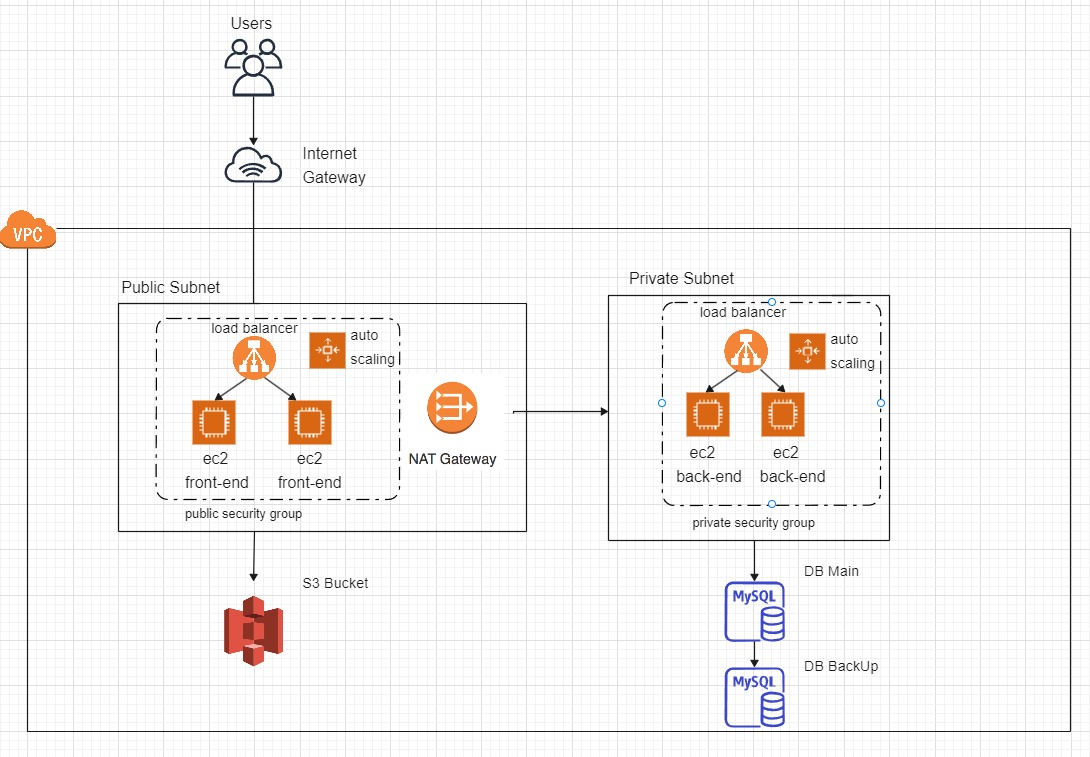 Users
Internet
Gateway
VPC
Public Subnet
Private Subnet
load balancer
auto
scaling
ec2
front-end
ec2
front-end
public security group
NAT Gateway
load balancer
auto
scaling
ec2
back-end
ec2
back-end
private security group
S3 Bucket
DB Main
MySQL
DB BackUp
MySQL